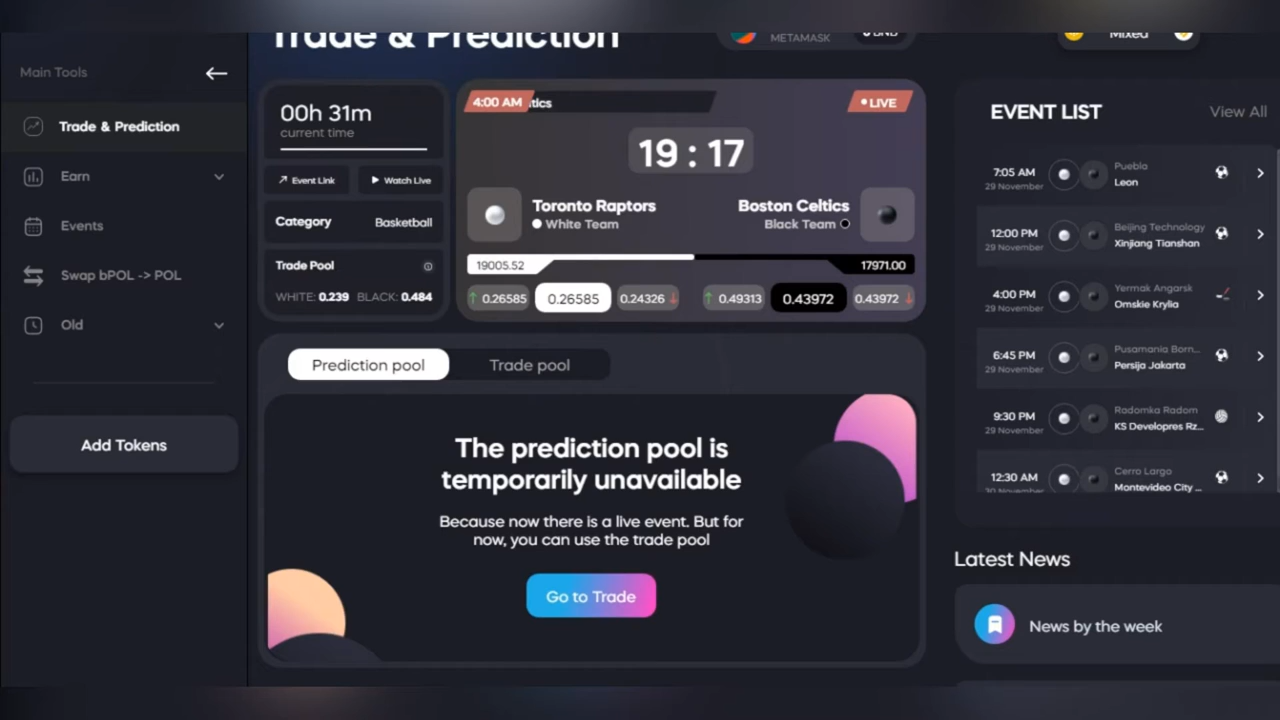 Trade & Prediction
METAMASK
Mixed
Main Tools
Trade & Prediction
Earn
Events
Swap bPOL -> POL
Old
Add Tokens
00h 31m
current time
Event Link
Watch Live
Category Basketball
Trade Pool
WHITE: 0.239 BLACK: 0.484
4:00 AM
LIVE
19 : 17
Toronto Raptors
White Team
Boston Celtics
Black Team
19005.52
17971.00
0.26585 0.26585 0.24326 0.49313 0.43972 0.43972
Prediction pool Trade pool
The prediction pool is
temporarily unavailable
Because now there is a live event. But for
now, you can use the trade pool
Go to Trade
EVENT LIST View All
7:05 AM
29 November
Puebla
Leon
12:00 PM
29 November
Beijing Technology
Xinjiang Tianshan
4:00 PM
29 November
Yermak Angarsk
Omskie Krylia
6:45 PM
29 November
Pusamania Born...
Persija Jakarta
9:30 PM
29 November
Radomka Radom
KS Developres Rz...
12:30 AM
Cerro Largo
Montevideo City ...
Latest News
News by the week